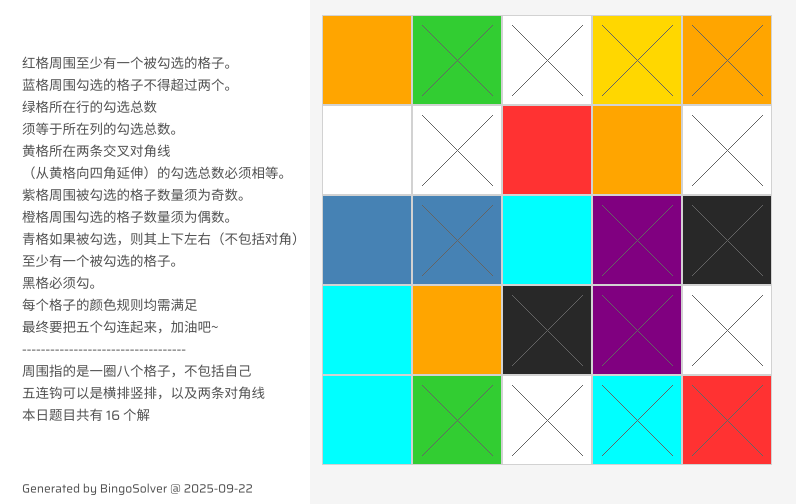 红格周围至少有一个被勾选的格子。
蓝格周围勾选的格子不得超过两个。
绿格所在行的勾选总数
须等于所在列的勾选总数。
黄格所在两条交叉对角线
（从黄格向四角延伸）的勾选总数必须相等。
紫格周围被勾选的格子数量须为奇数。
橙格周围勾选的格子数量须为偶数。
青格如果被勾选，则其上下左右（不包括对角）
至少有一个被勾选的格子。
黑格必须勾。
每个格子的颜色规则均需满足
最终要把五个勾连起来，加油吧~
-----------------------------------
周围指的是一圈八个格子，不包括自己
五连钩可以是横排竖排，以及两条对角线
本日题目共有 16 个解
Generated by BingoSolver @ 2025-09-22